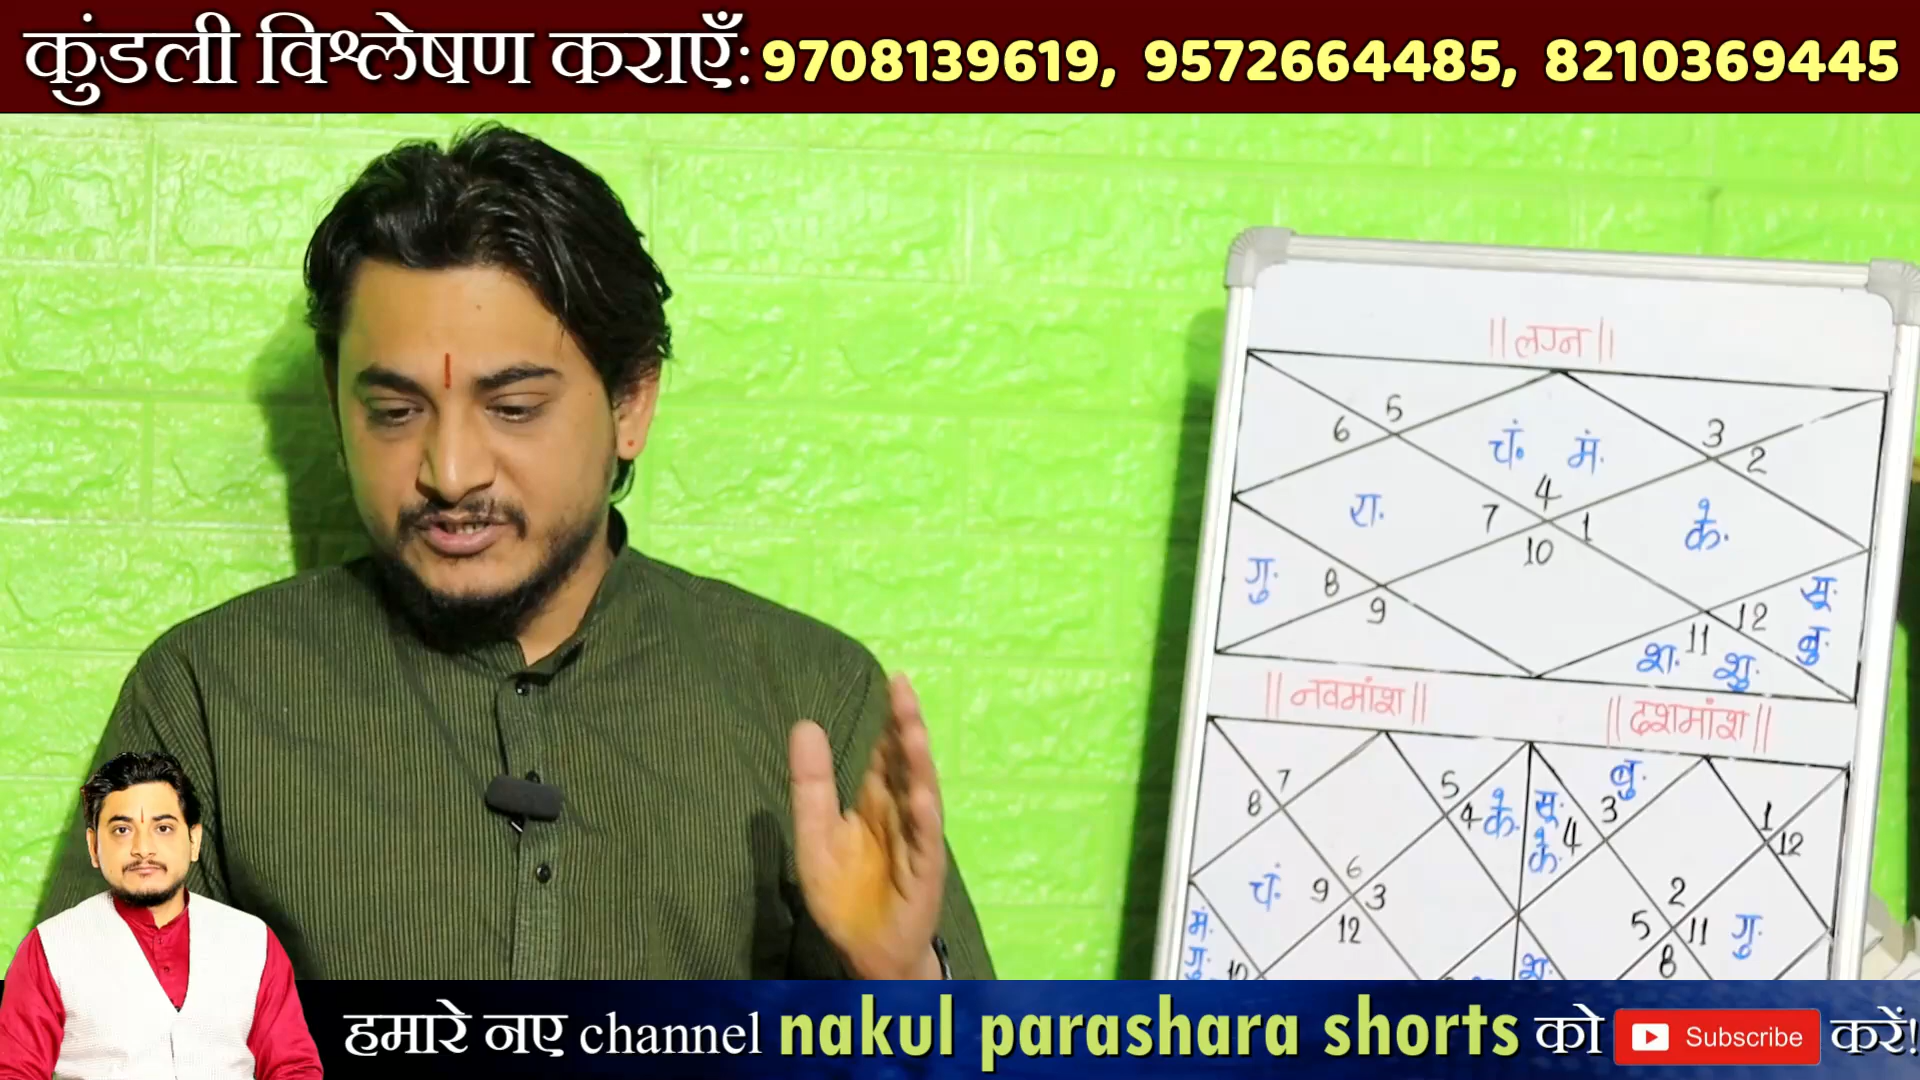 कुंडली विश्लेषण कराएँ: 9708139619, 9572664485, 8210369445
|| लग्न ||
5
6
चं. मं.
3
2
4
रा.
7
1
के.
10
गु.
8
9
सू.
12
बु.
11
श. शु.
|| नवमांश ||
|| दशमांश ||
7
8
5
4 के.
सू.
के.
4
3
बु.
1
12
चं.
9
6
3
12
मं.
गु.
10
2
5
11
गु.
8
श.
हमारे नए channel nakul parashara shorts को Subscribe करें!